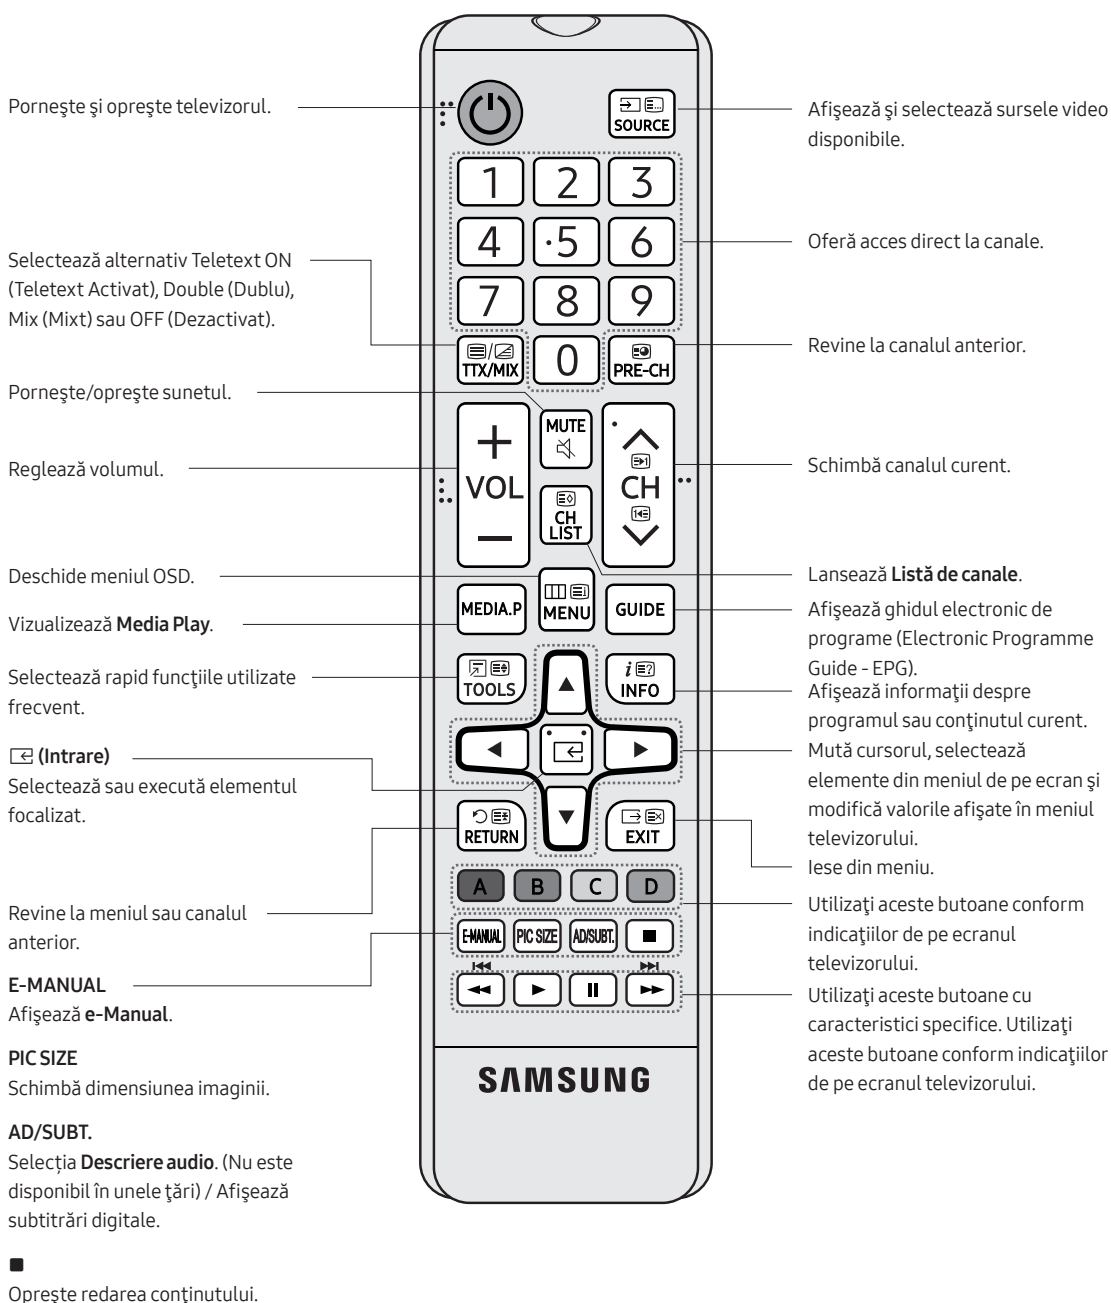 Porneşte şi opreşte televizorul.
Selectează alternativ Teletext ON
(Teletext Activat), Double (Dublu),
Mix (Mixt) sau OFF (Dezactivat).
Porneşte/opreşte sunetul.
Reglează volumul.
Deschide meniul OSD.
Vizualizează Media Play.
Selectează rapid funcţiile utilizate
frecvent.
(Intrare)
Selectează sau execută elementul
focalizat.
Revine la meniul sau canalul
anterior.
E-MANUAL
Afişează e-Manual.
PIC SIZE
Schimbă dimensiunea imaginii.
AD/SUBT.
Selecția Descriere audio. (Nu este
disponibil în unele ţări) / Afişează
subtitrări digitale.
Opreşte redarea conţinutului.
SOURCE
1 2 3
4 5 6
7 8 9
TTX/MIX 0 PRE-CH
MUTE
+
VOL
CH
CH
LIST
MEDIA.P MENU GUIDE
TOOLS INFO
RETURN EXIT
A B C D
E-MANUAL PIC SIZE AD/SUBT.
SAMSUNG
Afişează şi selectează sursele video
disponibile.
Oferă acces direct la canale.
Revine la canalul anterior.
Schimbă canalul curent.
Lansează Listă de canale.
Afişează ghidul electronic de
programe (Electronic Programme
Guide - EPG).
Afişează informaţii despre
programul sau conţinutul curent.
Mută cursorul, selectează
elemente din meniul de pe ecran şi
modifică valorile afişate în meniul
televizorului.
Iese din meniu.
Utilizaţi aceste butoane conform
indicaţiilor de pe ecranul
televizorului.
Utilizaţi aceste butoane cu
caracteristici specifice. Utilizaţi
aceste butoane conform indicaţiilor
de pe ecranul televizorului.